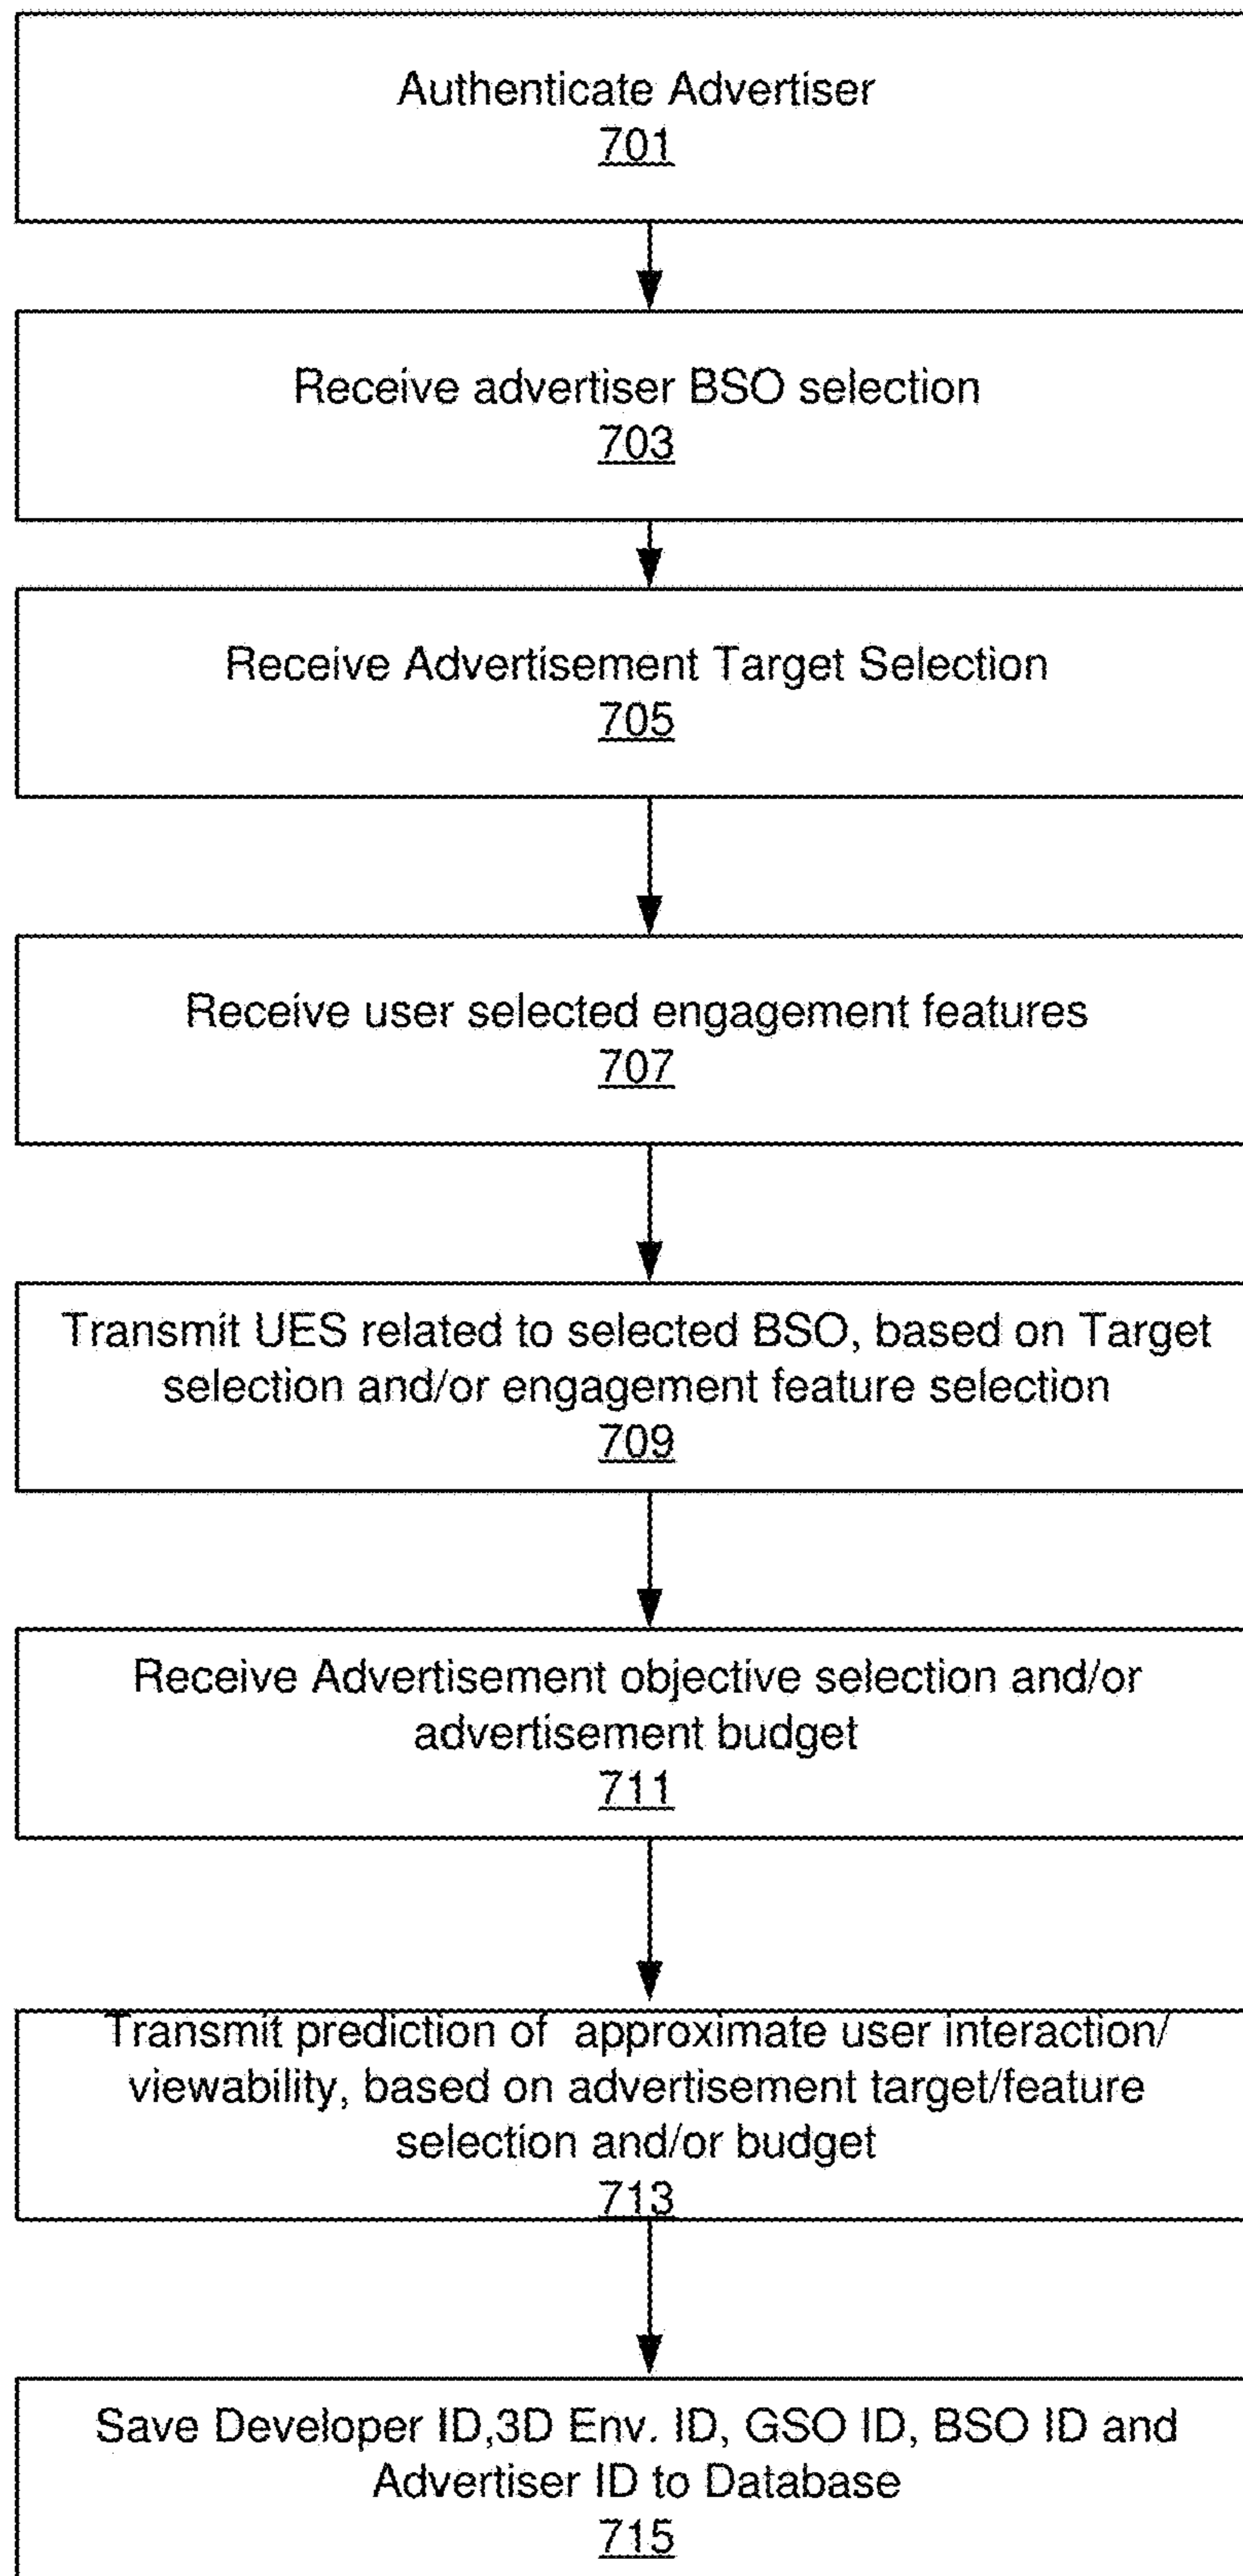 Authenticate Advertiser
701
Receive advertiser BSO selection
703
Receive Advertisement Target Selection
705
Receive user selected engagement features
707
Transmit UES related to selected BSO, based on Target
selection and/or engagement feature selection
709
Receive Advertisement objective selection and/or
advertisement budget
711
Transmit prediction of approximate user interaction/
viewability, based on advertisement target/feature
selection and/or budget
713
Save Developer ID,3D Env. ID, GSO ID, BSO ID and
Advertiser ID to Database
715